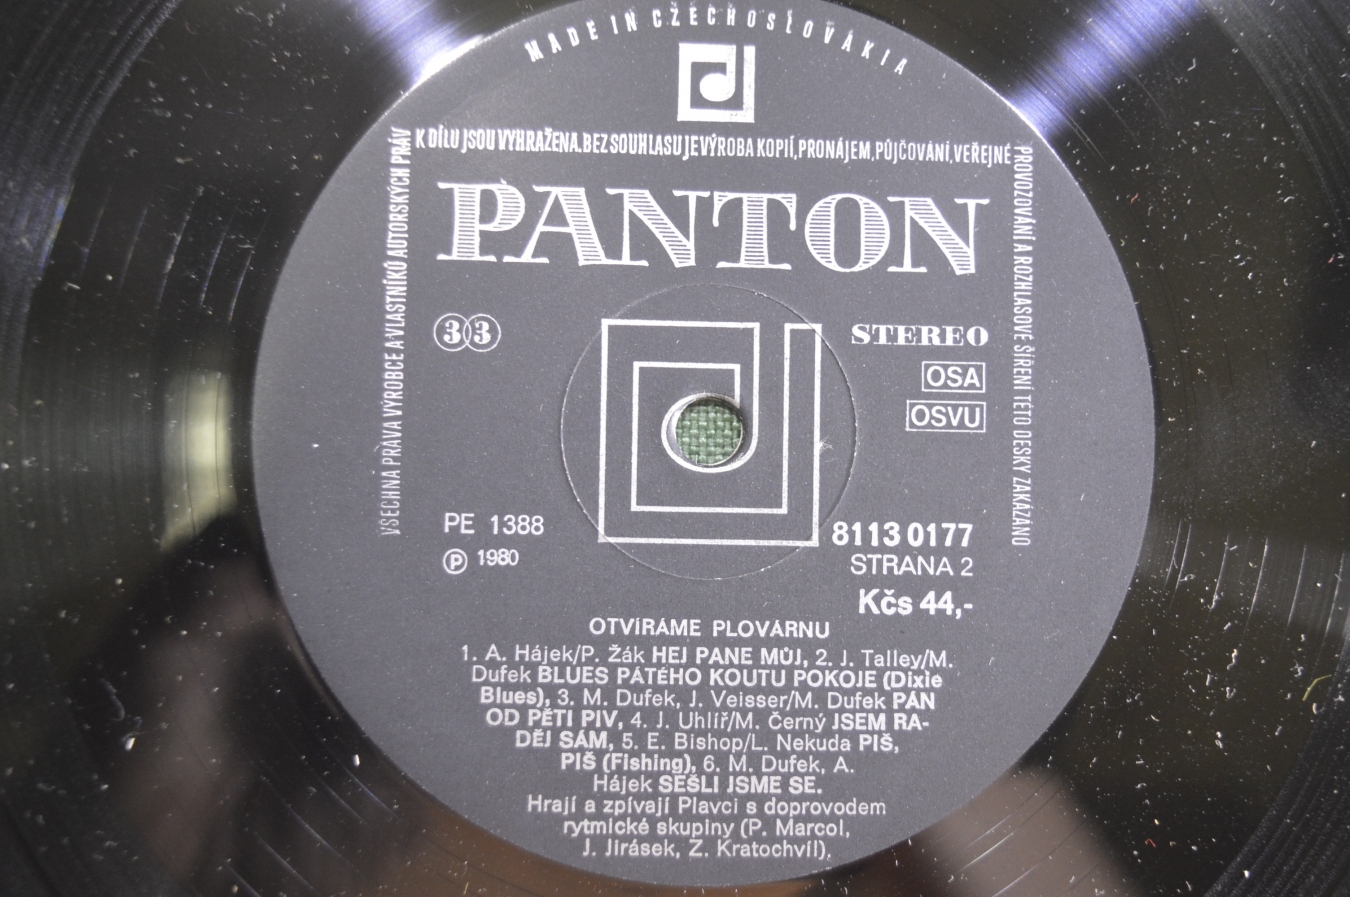 MADE IN CZECHOSLOVÁKIA
VŠECHNA PRÁVA VÝROBCE A VLASTNÍKŮ AUTORSKÝCH PRÁV
K DÍLU JSOU VYHRAŽENA. BEZ SOUHLASU JE VÝROBA KOPIÍ, PRONÁJEM, PŮJČOVÁNÍ, VEŘEJNÉ
PROVOZOVÁNÍ A ROZHLASOVÉ ŠÍŘENÍ TÉTO DESKY ZAKÁZÁNO
PANTON
33
STEREO
OSA
OSVU
PE 1388
Ⓟ 1980
8113 0177
STRANA 2
Kčs 44,-
OTVÍRÁME PLOVÁRNU
1. A. Hájek/P. Žák HEJ PANE MŮJ, 2. J. Talley/M.
Dufek BLUES PÁTÉHO KOUTU POKOJE (Dixie
Blues), 3. M. Dufek, J. Veisser/M. Dufek PÁN
OD PĚTI PIV, 4. J. Uhlíř/M. Černý JSEM RA-
DĚJ SÁM, 5. E. Bishop/L. Nekuda PIŠ,
PIŠ (Fishing), 6. M. Dufek, A.
Hájek SEŠLI JSME SE.
Hrají a zpívají Plavci s doprovodem
rytmické skupiny (P. Marcol,
J. Jirásek, Z. Kratochvíl).